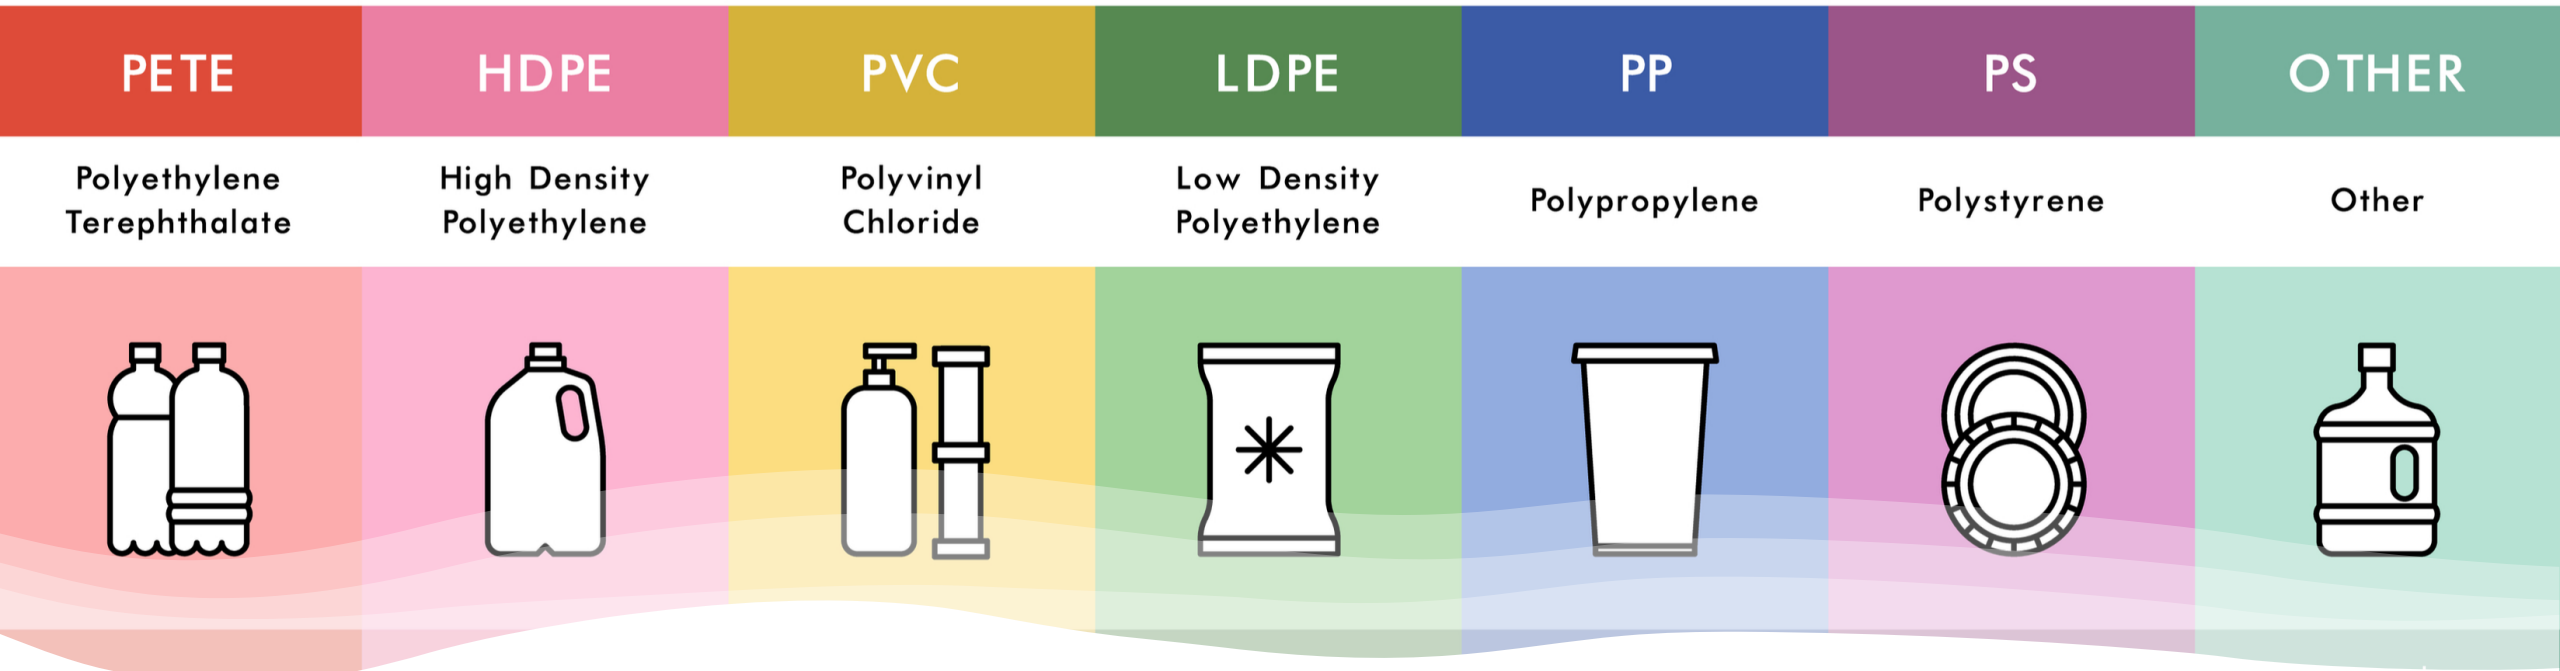 PETE
HDPE
PVC
LDPE
PP
PS
OTHER
Polyethylene
Terephthalate
High Density
Polyethylene
Polyvinyl
Chloride
Low Density
Polyethylene
Polypropylene
Polystyrene
Other